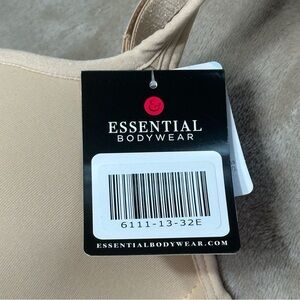 &
ESSENTIAL
BODYWEAR
6111-13-32E
ESSENTIALBODYWEAR.COM